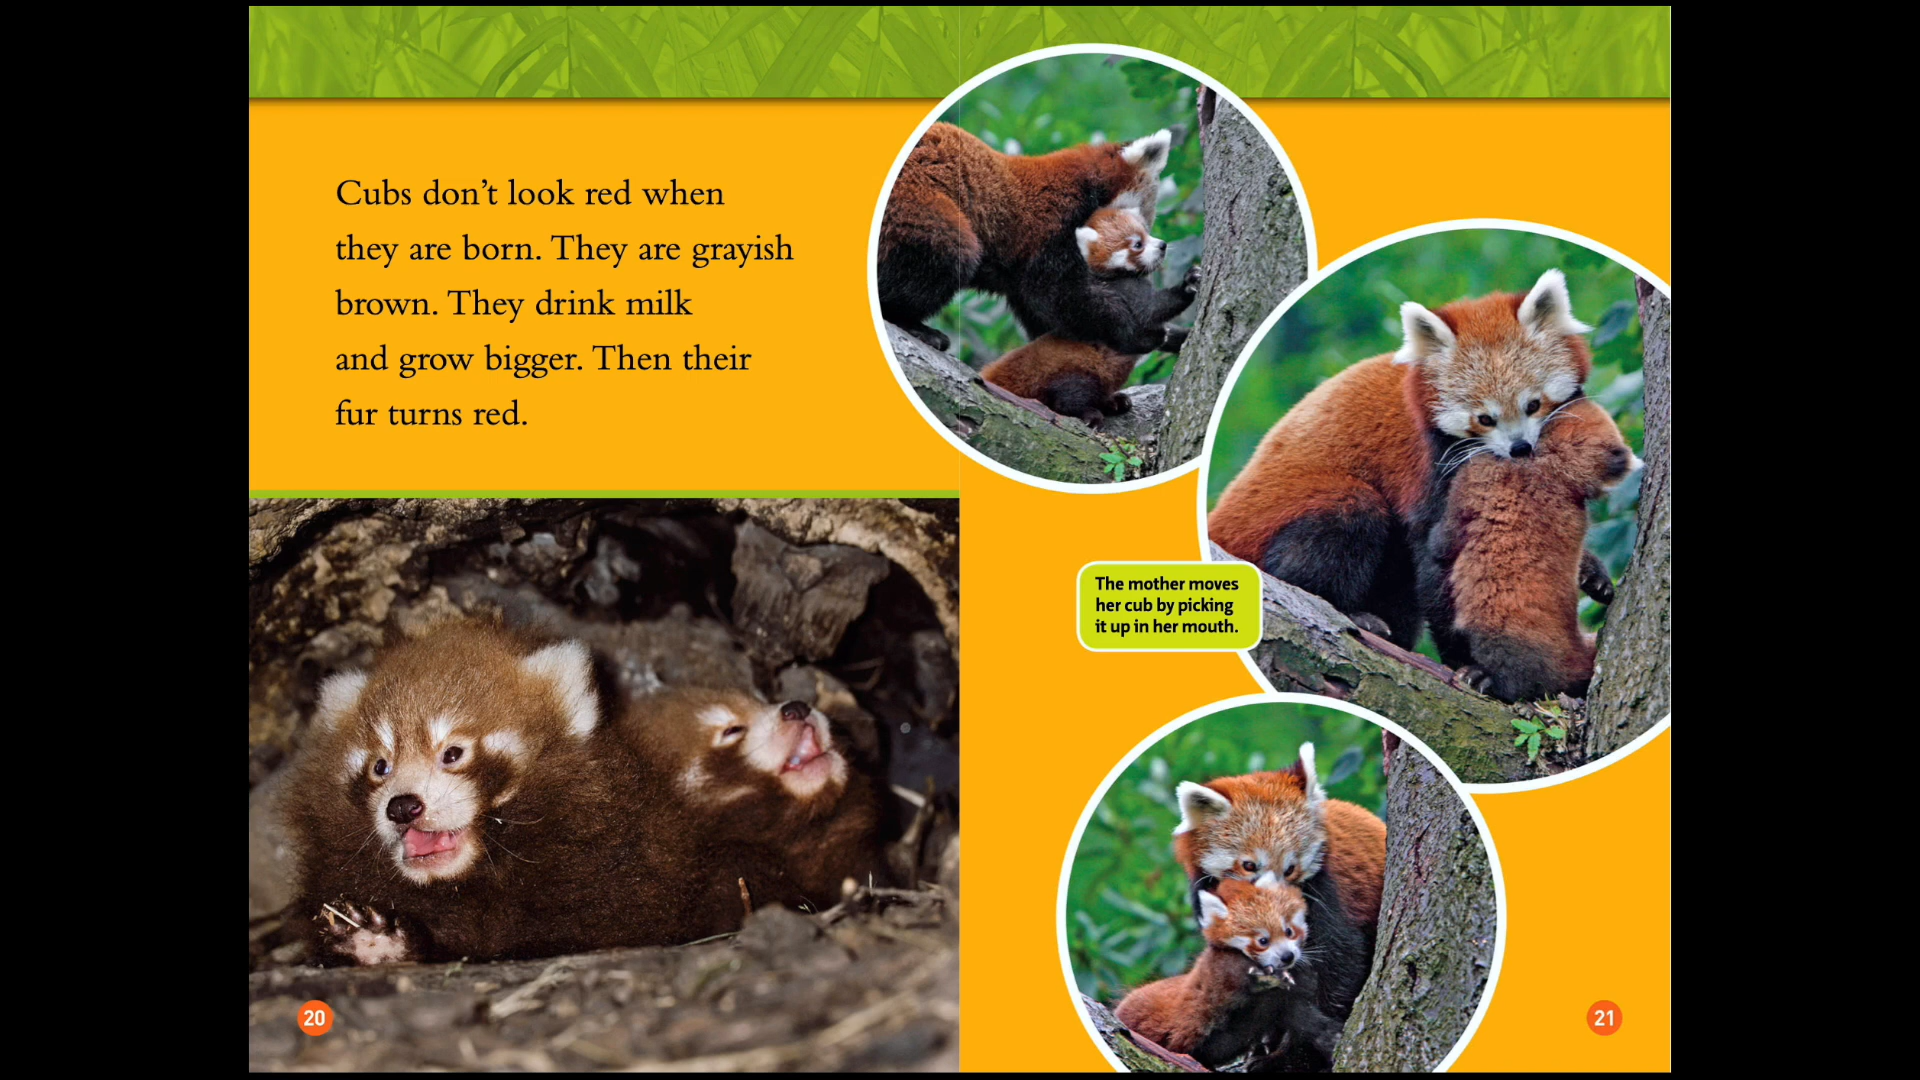 Cubs don’t look red when
they are born. They are grayish
brown. They drink milk
and grow bigger. Then their
fur turns red.
The mother moves
her cub by picking
it up in her mouth.
20
21